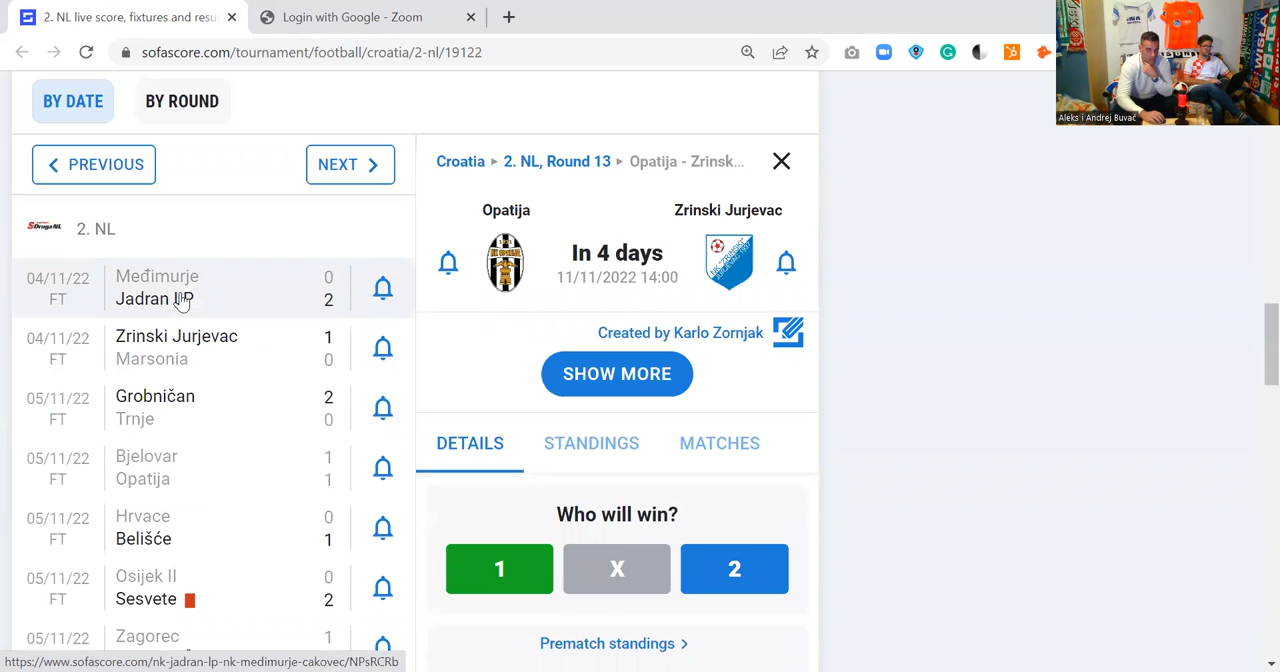 2. NL live score, fixtures and resu
Login with Google - Zoom
sofascore.com/tournament/football/croatia/2-nl/19122
Aleks i Andrej Buvač
BY DATE
BY ROUND
PREVIOUS
NEXT
Croatia
2. NL, Round 13
Opatija - Zrinsk...
2. NL
Opatija
Zrinski Jurjevac
In 4 days
11/11/2022 14:00
04/11/22
Međimurje
0
FT
Jadran LP
2
04/11/22
Zrinski Jurjevac
1
FT
Marsonia
0
05/11/22
Grobničan
2
FT
Trnje
0
05/11/22
Bjelovar
1
FT
Opatija
1
05/11/22
Hrvace
0
FT
Belišće
1
05/11/22
Osijek II
0
FT
Sesvete
2
05/11/22
Zagorec
1
Created by Karlo Zornjak
SHOW MORE
DETAILS
STANDINGS
MATCHES
Who will win?
1
X
2
Prematch standings
https://www.sofascore.com/nk-jadran-lp-nk-medimurje-cakovec/NPsRCRb